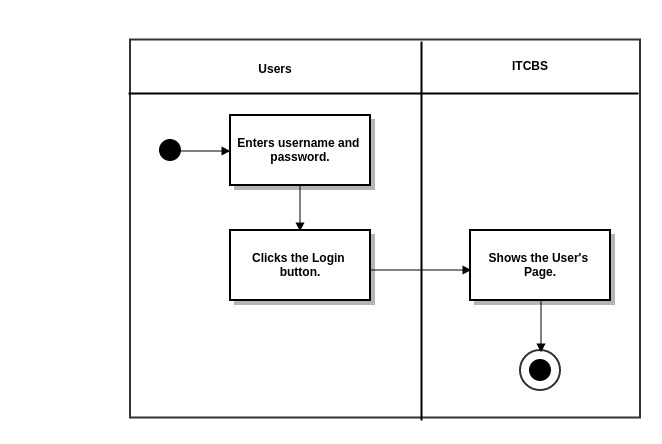 Users
ITCBS
Enters username and
password.
Clicks the Login
button.
Shows the User's
Page.